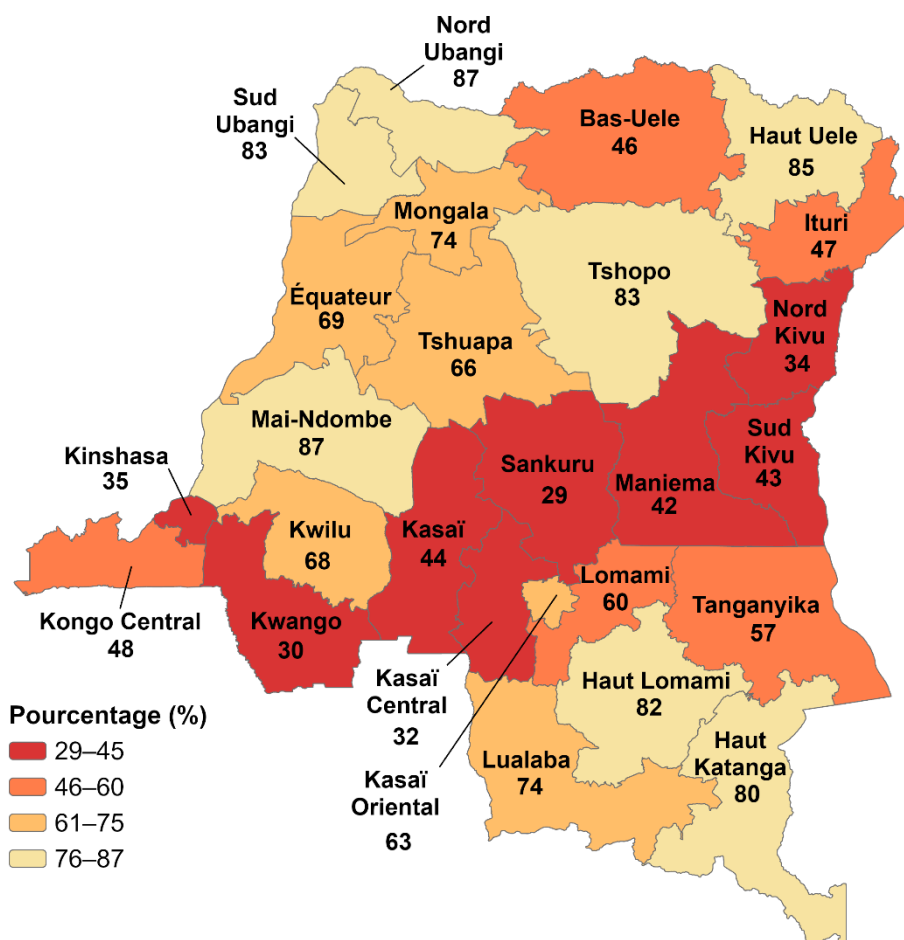 Nord
Ubangi
87
Sud
Ubangi
83
Bas-Uele
46
Haut Uele
85
Mongala
74
Ituri
47
Tshopo
83
Équateur
69
Nord
Kivu
34
Tshuapa
66
Mai-Ndombe
87
Sud
Kivu
43
Kinshasa
35
Sankuru
29
Maniema
42
Kasaï
44
Kwilu
68
Lomami
60
Tanganyika
57
Kongo Central
48
Kwango
30
Kasaï
Central
32
Haut Lomami
82
Haut
Katanga
80
Lualaba
74
Kasaï
Oriental
63
Pourcentage (%)
29–45
46–60
61–75
76–87